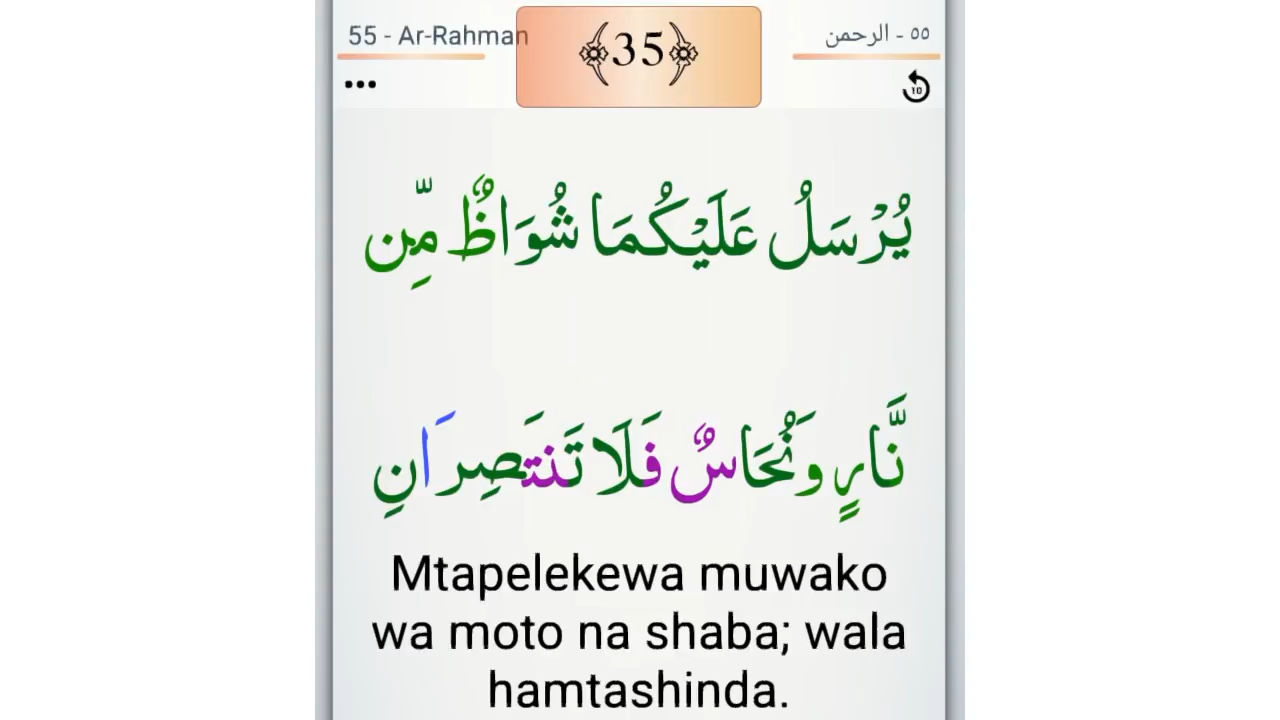 55 - Ar-Rahman
﴾35﴿
٥٥ - الرحمن
10
يُرْسَلُ عَلَيْكُمَا شُوَاظٌ مِّن
نَّارٍ وَنُحَاسٌ فَلَا تَنتَصِرَانِ
Mtapelekewa muwako
wa moto na shaba; wala
hamtashinda.